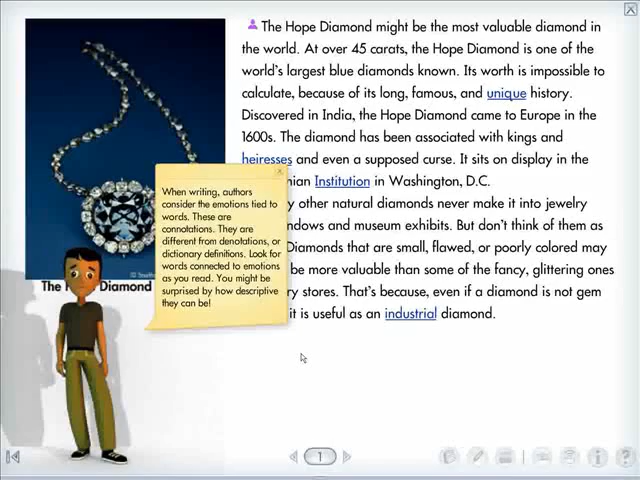 The Hope Diamond might be the most valuable diamond in
the world. At over 45 carats, the Hope Diamond is one of the
world's largest blue diamonds known. Its worth is impossible to
calculate, because of its long, famous, and unique history.
Discovered in India, the Hope Diamond came to Europe in the
1600s. The diamond has been associated with kings and
heiresses and even a supposed curse. It sits on display in the
nian Institution in Washington, D.C.
y other natural diamonds never make it into jewelry
indows and museum exhibits. But don't think of them as
Diamonds that are small, flawed, or poorly colored may
be more valuable than some of the fancy, glittering ones
ry stores. That's because, even if a diamond is not gem
it is useful as an industrial diamond.
When writing, authors
consider the emotions tied to
words. These are
connotations. They are
different from denotations, or
dictionary definitions. Look for
words connected to emotions
as you read. You might be
surprised by how descriptive
they can be!
The H Diamond
1